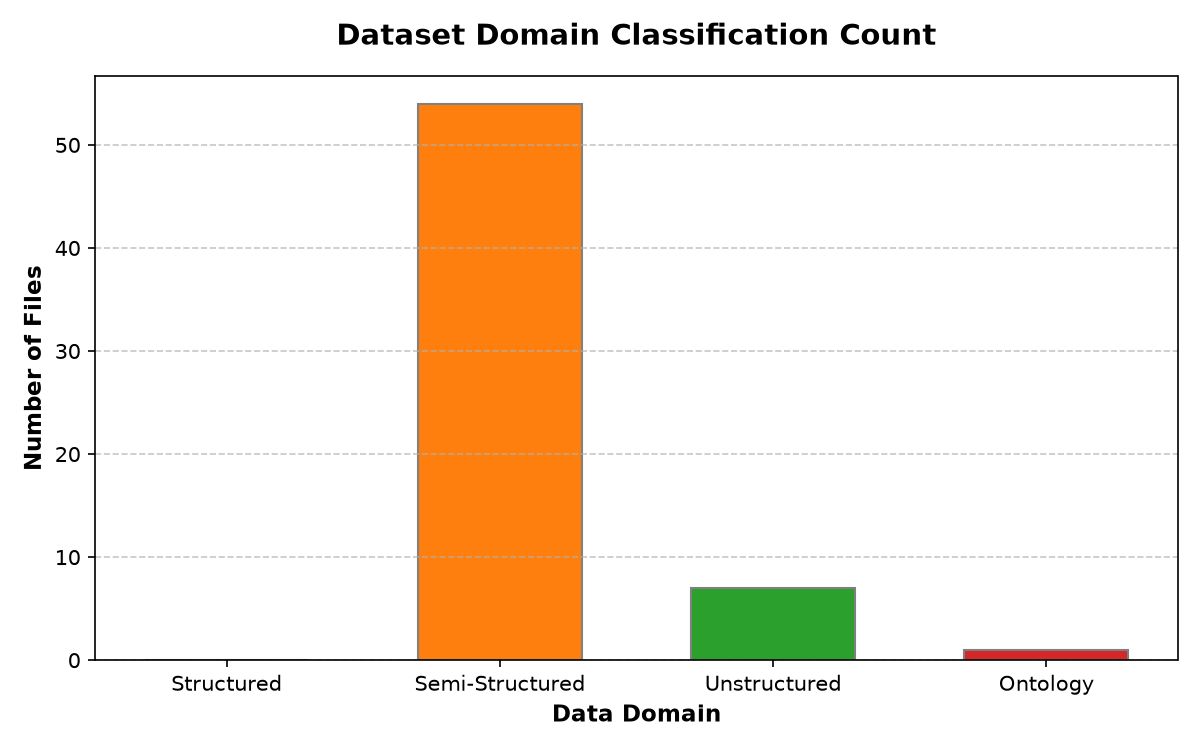 Dataset Domain Classification Count
Number of Files
50
40
30
20
10
0
Structured Semi-Structured Unstructured Ontology
Data Domain